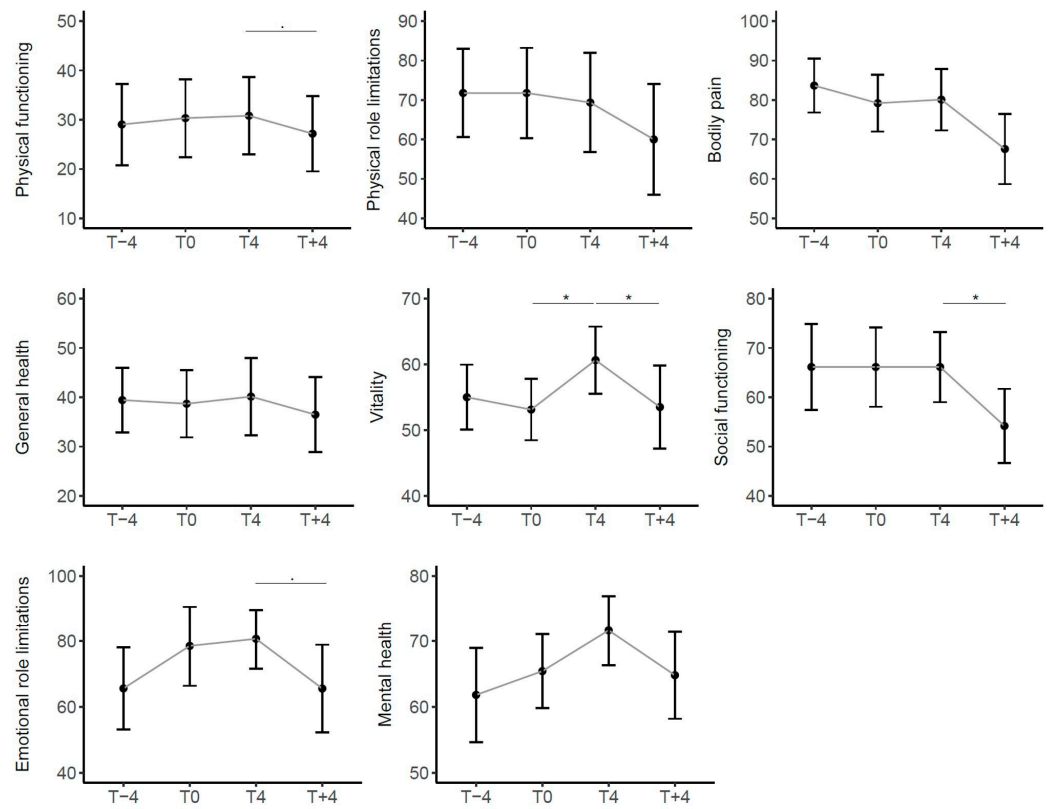 Physical functioning
50
40
30
20
10
.
T−4 T0 T4 T+4
Physical role limitations
90
80
70
60
50
40
T−4 T0 T4 T+4
Bodily pain
100
90
80
70
60
50
T−4 T0 T4 T+4
General health
60
50
40
30
20
T−4 T0 T4 T+4
Vitality
70
60
50
40
* *
T−4 T0 T4 T+4
Social functioning
80
70
60
50
40
*
T−4 T0 T4 T+4
Emotional role limitations
100
80
60
40
.
T−4 T0 T4 T+4
Mental health
80
70
60
50
T−4 T0 T4 T+4